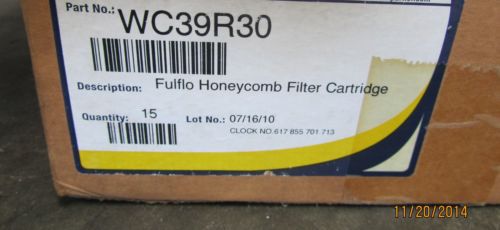 Part No.: WC39R30
Description: Fulflo Honeycomb Filter Cartridge
Quantity: 15 Lot No.: 07/16/10
CLOCK NO.617 855 701 713
11/20/2014